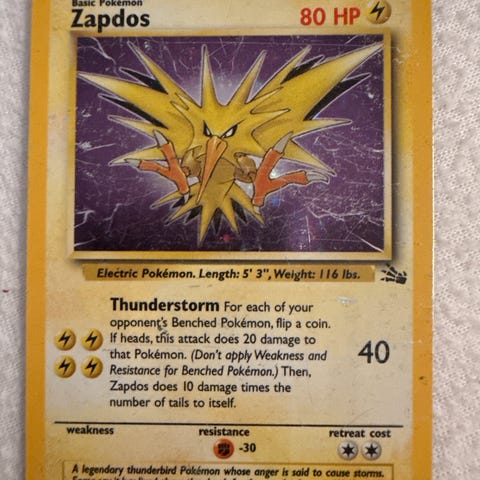 Basic Pokémon
Zapdos
80 HP
Electric Pokémon. Length: 5' 3", Weight: 116 lbs.
Thunderstorm For each of your
opponent's Benched Pokémon, flip a coin.
If heads, this attack does 20 damage to
that Pokémon. (Don't apply Weakness and
Resistance for Benched Pokémon.) Then,
Zapdos does 10 damage times the
number of tails to itself.
40
weakness
resistance
retreat cost
-30
A legendary thunderbird Pokémon whose anger is said to cause storms.